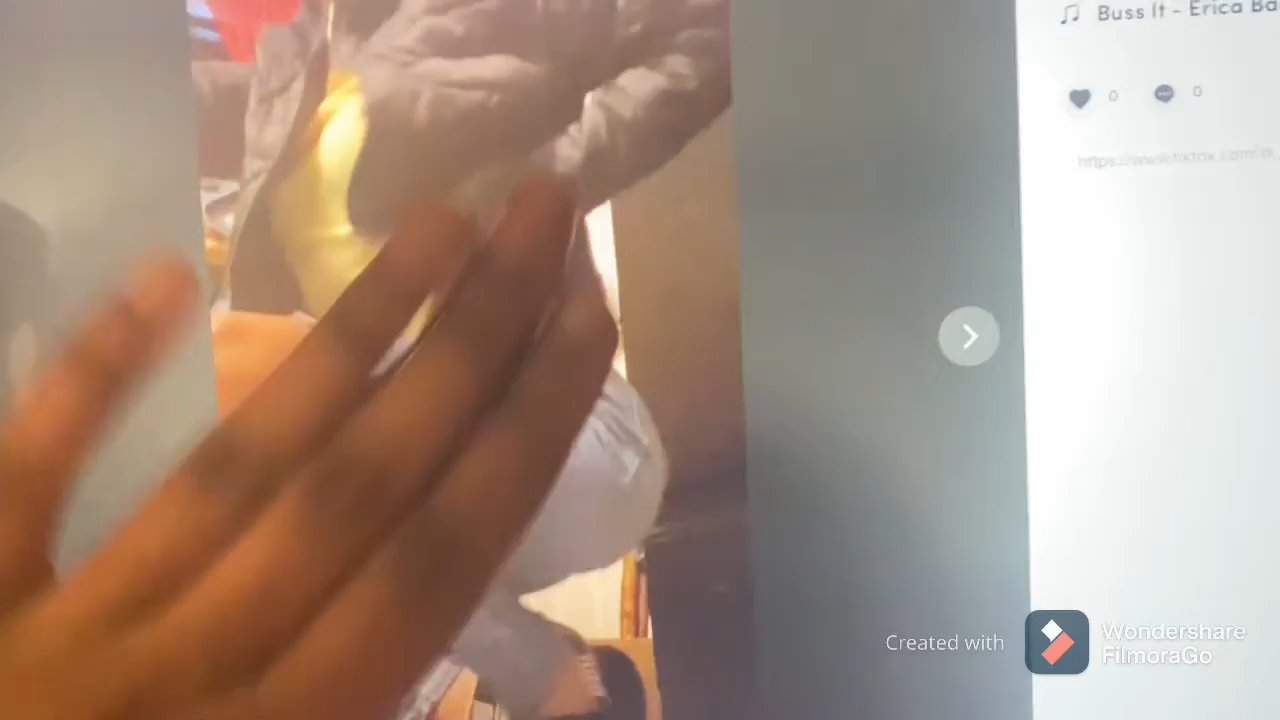 Buss It - Erica Ba
0
0
Created with
Wondershare
FilmoraGo